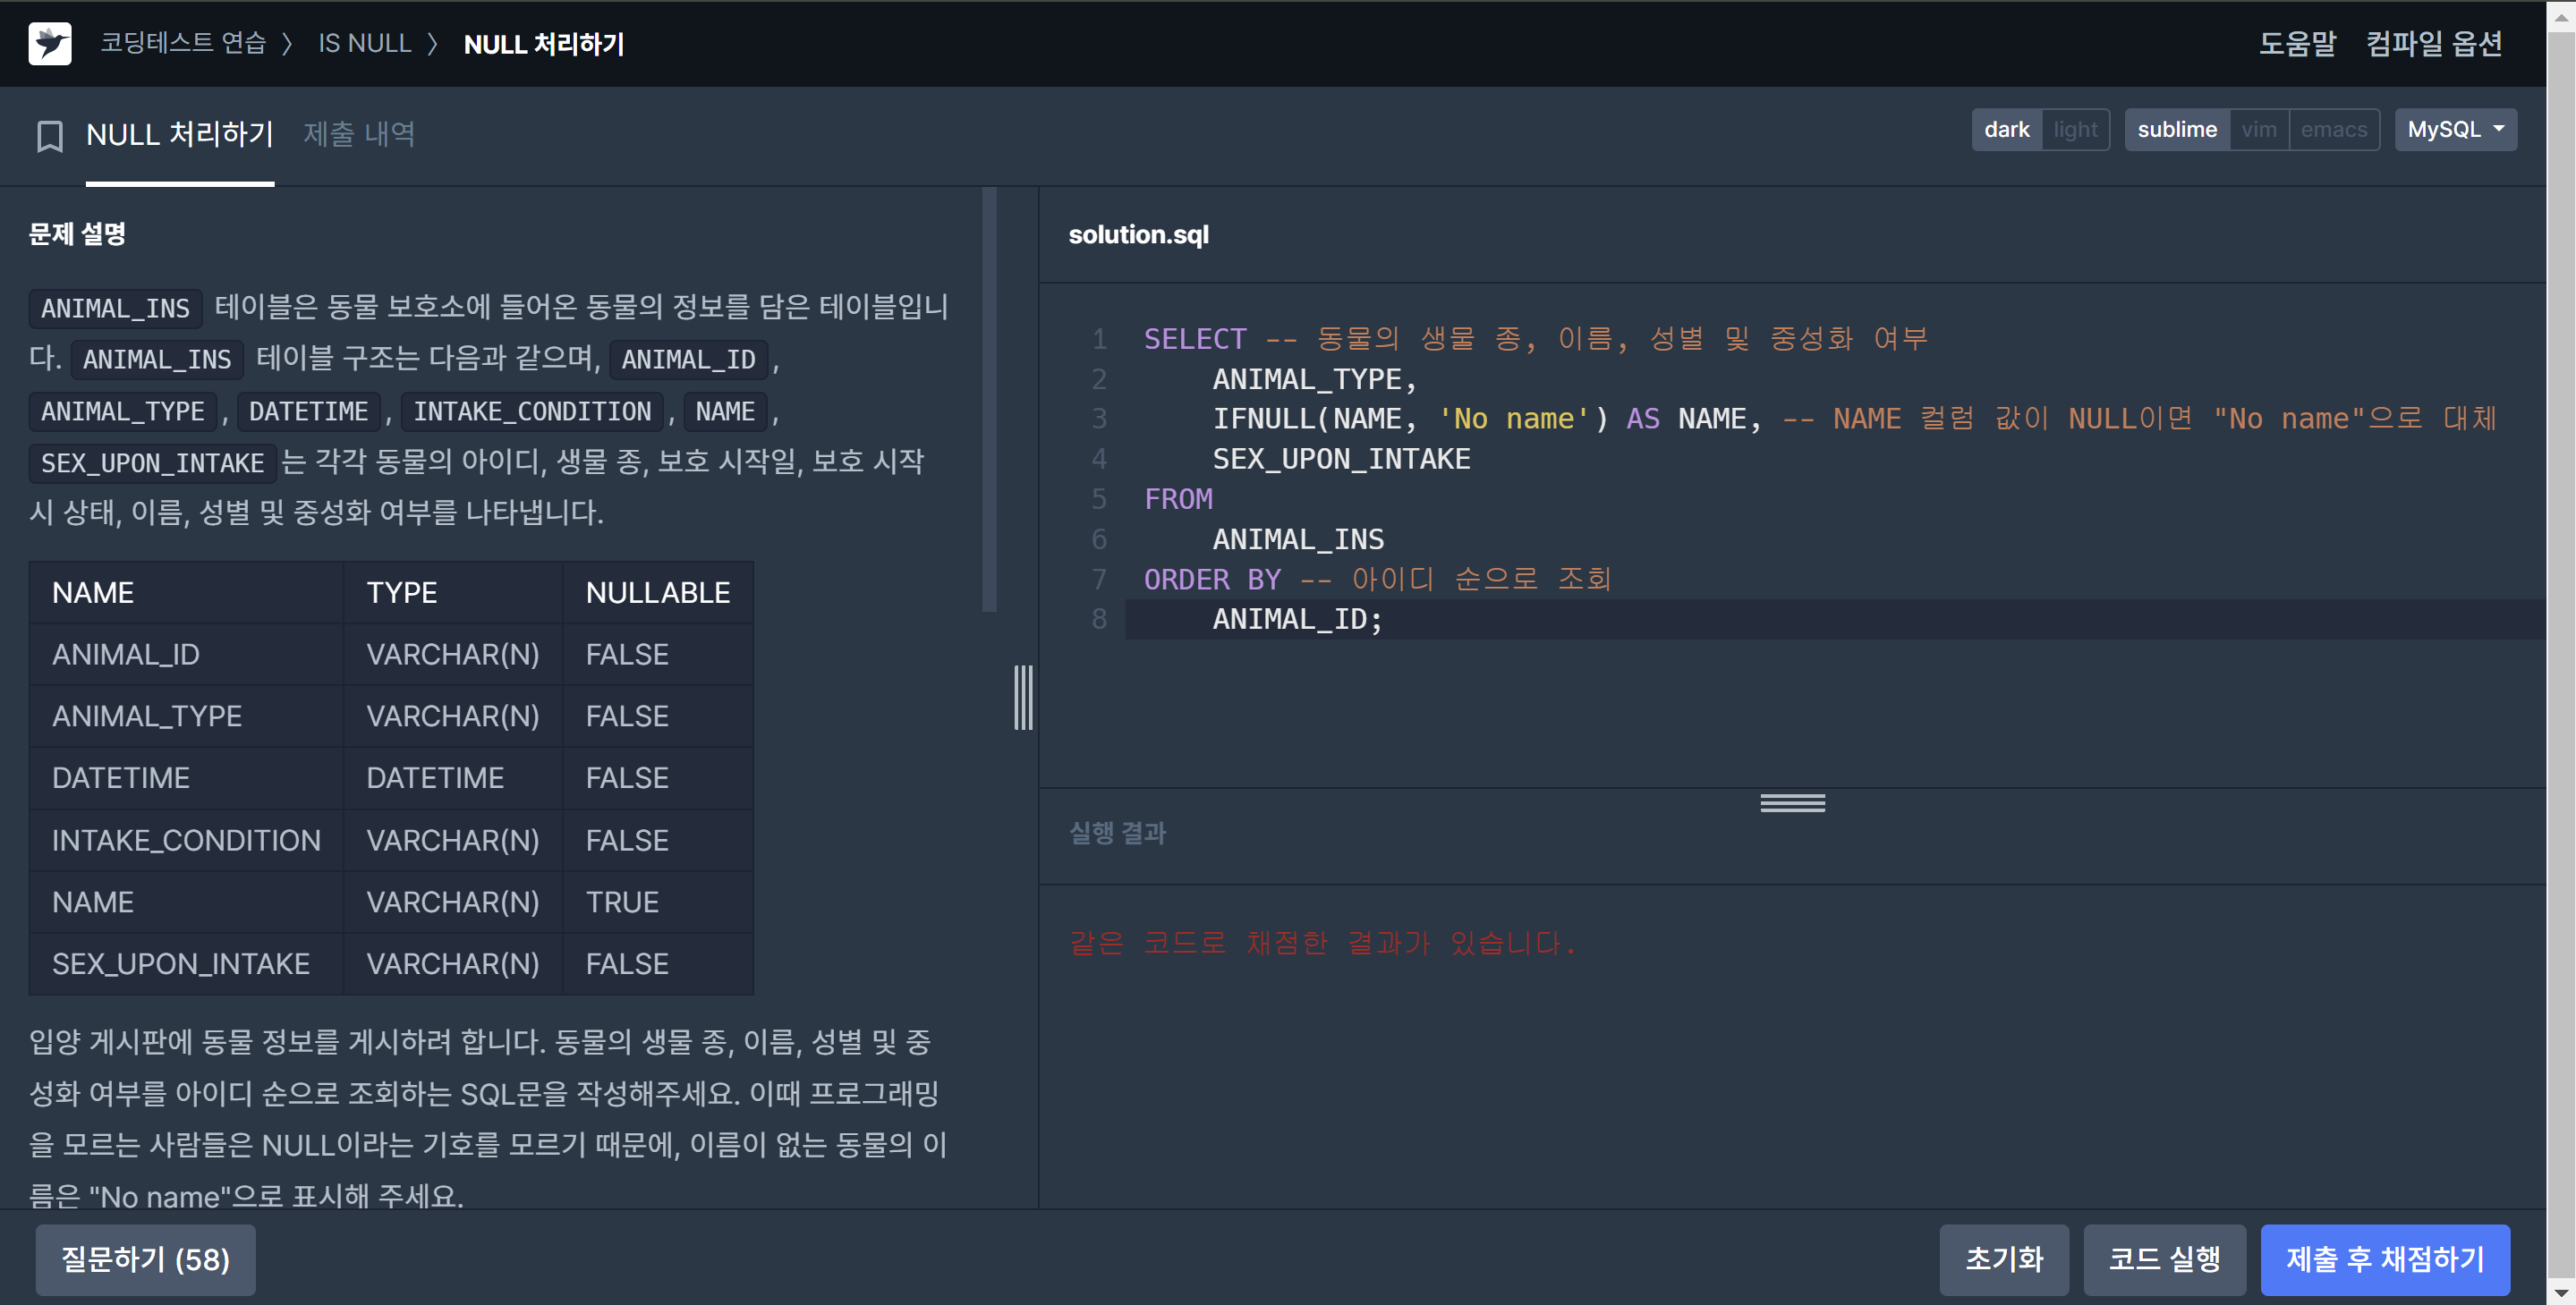 코딩테스트 연습 〉 IS NULL 〉 NULL 처리하기
도움말 컴파일 옵션
NULL 처리하기 제출 내역
dark light sublime vim emacs MySQL
문제 설명
ANIMAL_INS 테이블은 동물 보호소에 들어온 동물의 정보를 담은 테이블입니
다. ANIMAL_INS 테이블 구조는 다음과 같으며, ANIMAL_ID ,
ANIMAL_TYPE , DATETIME , INTAKE_CONDITION , NAME ,
SEX_UPON_INTAKE 는 각각 동물의 아이디, 생물 종, 보호 시작일, 보호 시작
시 상태, 이름, 성별 및 중성화 여부를 나타냅니다.
NAME TYPE NULLABLE
ANIMAL_ID VARCHAR(N) FALSE
ANIMAL_TYPE VARCHAR(N) FALSE
DATETIME DATETIME FALSE
INTAKE_CONDITION VARCHAR(N) FALSE
NAME VARCHAR(N) TRUE
SEX_UPON_INTAKE VARCHAR(N) FALSE
입양 게시판에 동물 정보를 게시하려 합니다. 동물의 생물 종, 이름, 성별 및 중
성화 여부를 아이디 순으로 조회하는 SQL문을 작성해주세요. 이때 프로그래밍
을 모르는 사람들은 NULL이라는 기호를 모르기 때문에, 이름이 없는 동물의 이
름은 "No name"으로 표시해 주세요.
solution.sql
1 SELECT -- 동물의 생물 종, 이름, 성별 및 중성화 여부
2 ANIMAL_TYPE,
3 IFNULL(NAME, 'No name') AS NAME, -- NAME 컬럼 값이 NULL이면 "No name"으로 대체
4 SEX_UPON_INTAKE
5 FROM
6 ANIMAL_INS
7 ORDER BY -- 아이디 순으로 조회
8 ANIMAL_ID;
실행 결과
같은 코드로 채점한 결과가 있습니다.
질문하기 (58)
초기화 코드 실행 제출 후 채점하기